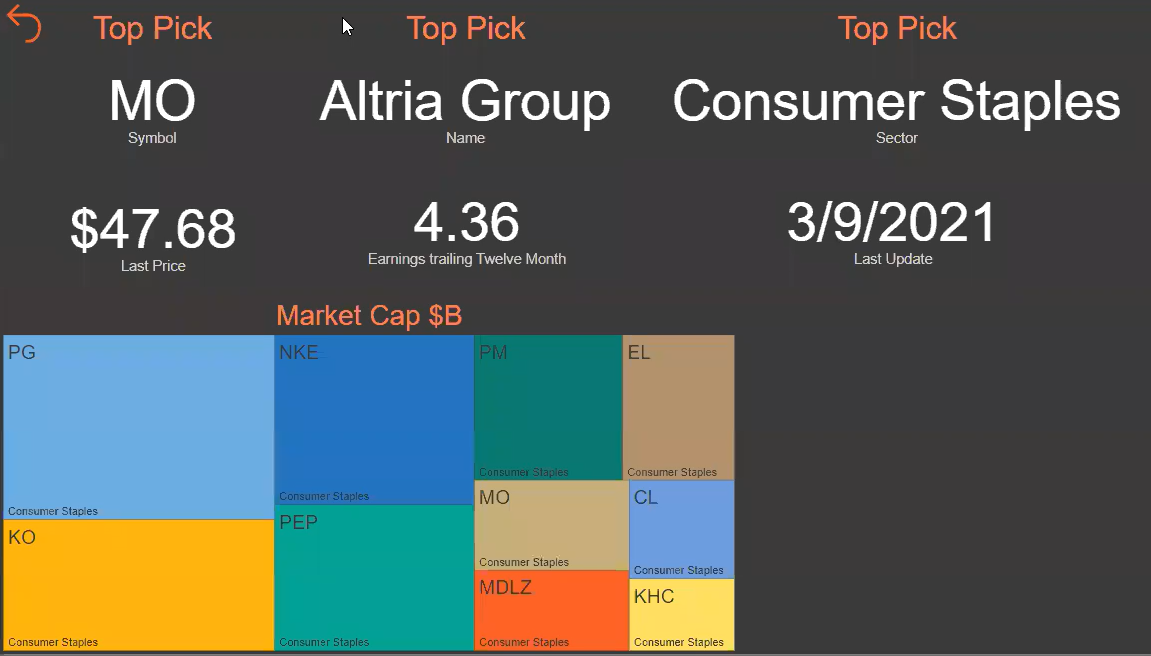 Top Pick
Top Pick
Top Pick
MO
Symbol
Altria Group
Name
Consumer Staples
Sector
$47.68
Last Price
4.36
Earnings trailing Twelve Month
3/9/2021
Last Update
Market Cap $B
PG
Consumer Staples
KO
Consumer Staples
NKE
Consumer Staples
PEP
Consumer Staples
PM
Consumer Staples
EL
Consumer Staples
MO
Consumer Staples
MDLZ
Consumer Staples
CL
Consumer Staples
KHC
Consumer Staples